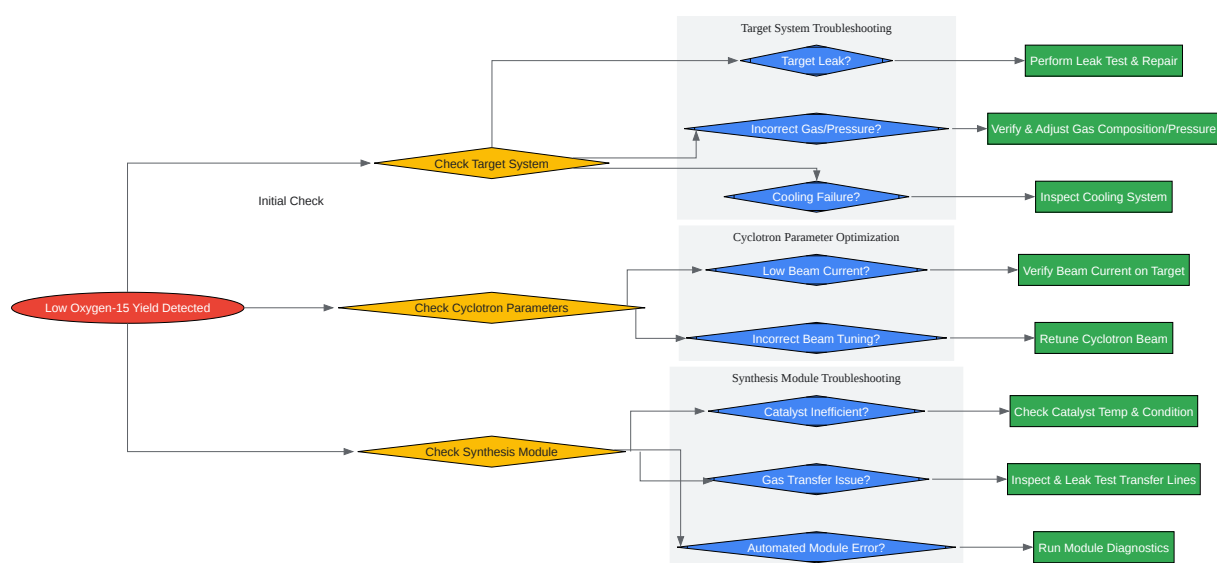 Low Oxygen-15 Yield Detected
Initial Check
Check Target System
Target System Troubleshooting
Target Leak?
Perform Leak Test & Repair
Incorrect Gas/Pressure?
Verify & Adjust Gas Composition/Pressure
Cooling Failure?
Inspect Cooling System
Check Cyclotron Parameters
Cyclotron Parameter Optimization
Low Beam Current?
Verify Beam Current on Target
Incorrect Beam Tuning?
Retune Cyclotron Beam
Check Synthesis Module
Synthesis Module Troubleshooting
Catalyst Inefficient?
Check Catalyst Temp & Condition
Gas Transfer Issue?
Inspect & Leak Test Transfer Lines
Automated Module Error?
Run Module Diagnostics